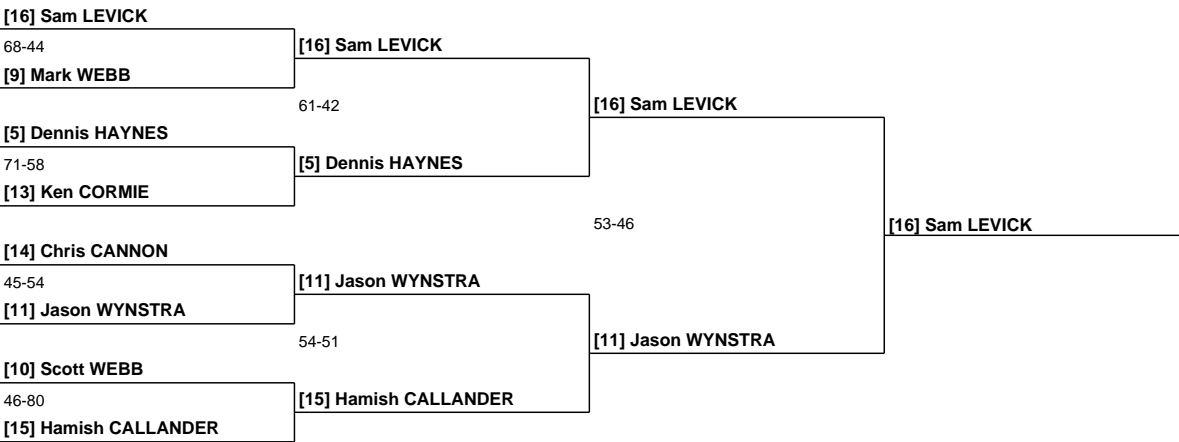 [16] Sam LEVICK
68-44
[9] Mark WEBB
[5] Dennis HAYNES
71-58
[13] Ken CORMIE
[14] Chris CANNON
45-54
[11] Jason WYNSTRA
[10] Scott WEBB
46-80
[15] Hamish CALLANDER
[16] Sam LEVICK
61-42
[5] Dennis HAYNES
[11] Jason WYNSTRA
54-51
[15] Hamish CALLANDER
[16] Sam LEVICK
53-46
[11] Jason WYNSTRA
[16] Sam LEVICK